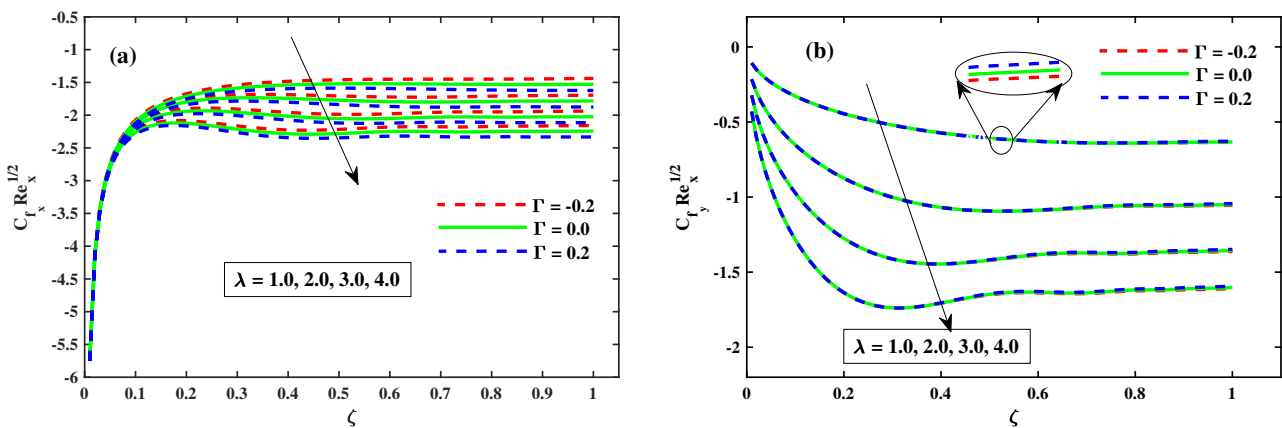 (a)
-0.5
-1
-1.5
-2
-2.5
-3
-3.5
-4
-4.5
-5
-5.5
-6
C_{f_x} Re_x^{1/2}
Γ = -0.2
Γ = 0.0
Γ = 0.2
λ = 1.0, 2.0, 3.0, 4.0
0 0.1 0.2 0.3 0.4 0.5 0.6 0.7 0.8 0.9 1
ζ
(b)
0
-0.5
-1
-1.5
-2
C_{f_y} Re_x^{1/2}
Γ = -0.2
Γ = 0.0
Γ = 0.2
λ = 1.0, 2.0, 3.0, 4.0
0 0.2 0.4 0.6 0.8 1
ζ